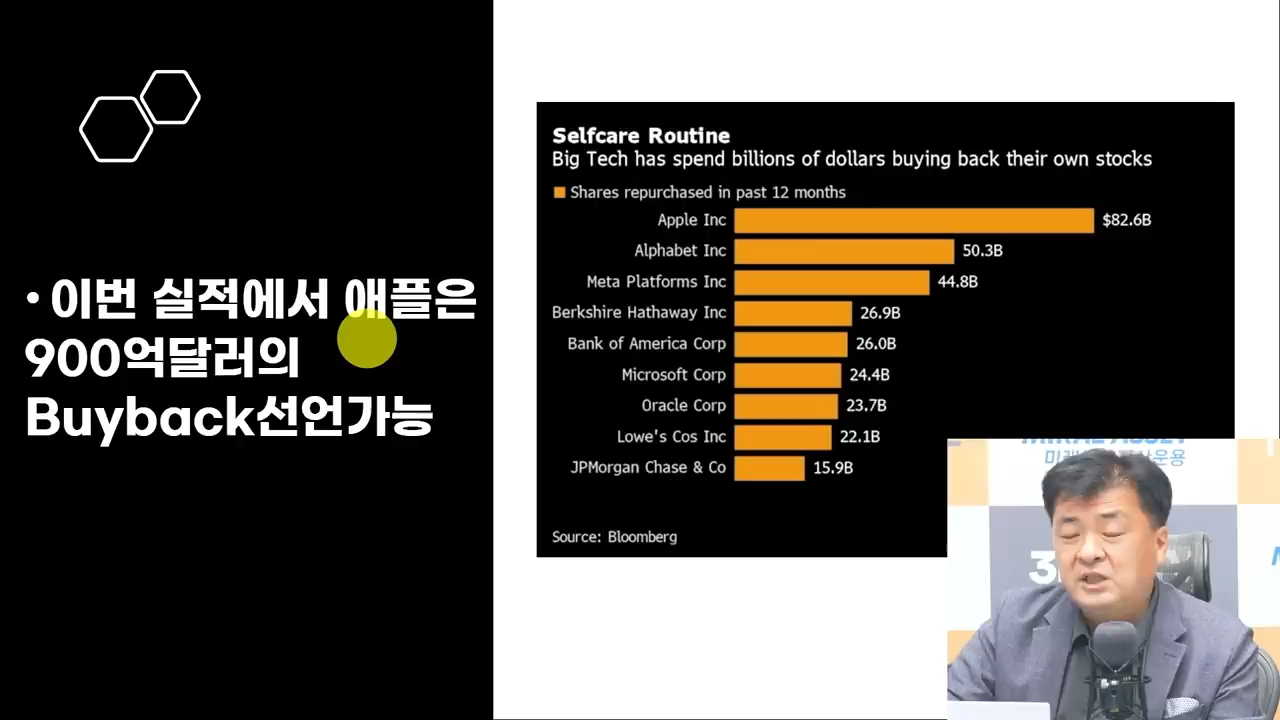 • 이번 실적에서 애플은
900억달러의
Buyback선언가능
Selfcare Routine
Big Tech has spend billions of dollars buying back their own stocks
Shares repurchased in past 12 months
Apple Inc $82.6B
Alphabet Inc 50.3B
Meta Platforms Inc 44.8B
Berkshire Hathaway Inc 26.9B
Bank of America Corp 26.0B
Microsoft Corp 24.4B
Oracle Corp 23.7B
Lowe's Cos Inc 22.1B
JPMorgan Chase & Co 15.9B
Source: Bloomberg